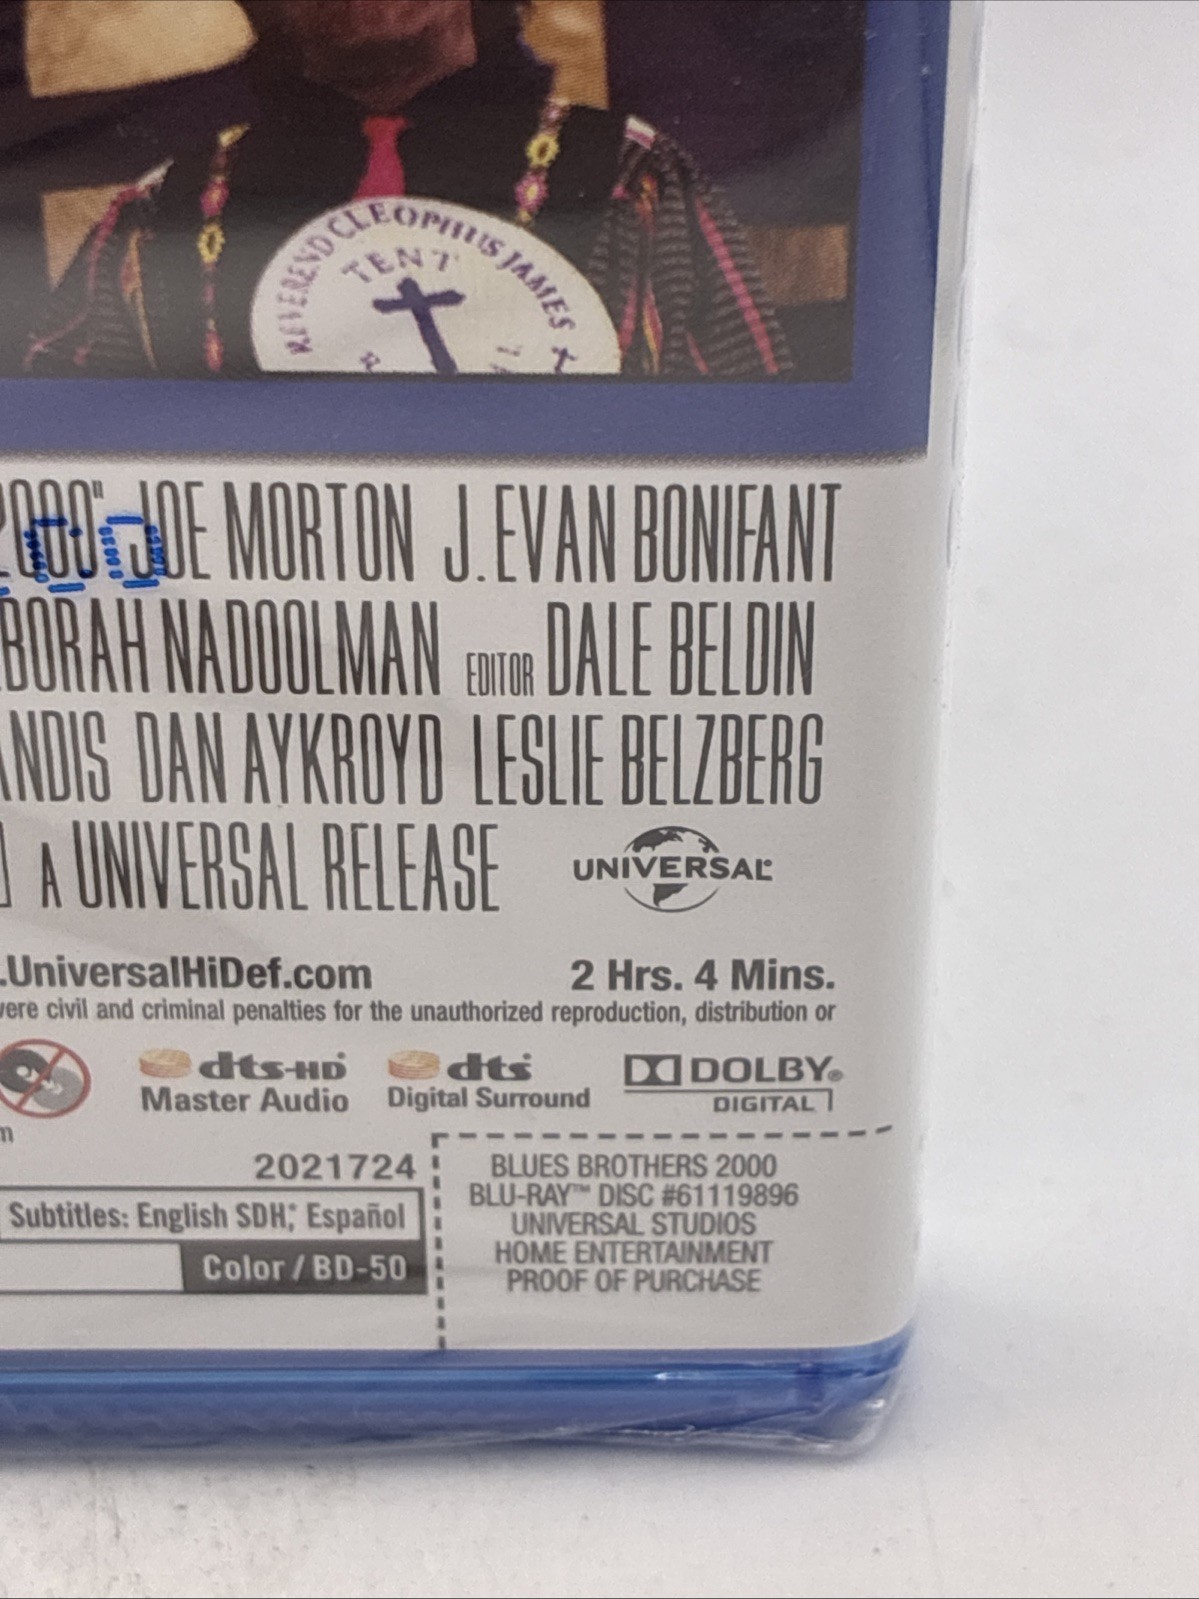 REVEREND CLEOPHUS JAMES
TENT
2000" JOE MORTON J. EVAN BONIFANT
BORAH NADOOLMAN EDITOR DALE BELDIN
ANDIS DAN AYKROYD LESLIE BELZBERG
A UNIVERSAL RELEASE UNIVERSAL
.UniversalHiDef.com 2 Hrs. 4 Mins.
vere civil and criminal penalties for the unauthorized reproduction, distribution or
dts-HD Master Audio
dts Digital Surround
DOLBY® DIGITAL
2021724
Subtitles: English SDH,* Español
Color / BD-50
BLUES BROTHERS 2000
BLU-RAY™ DISC #61119896
UNIVERSAL STUDIOS
HOME ENTERTAINMENT
PROOF OF PURCHASE